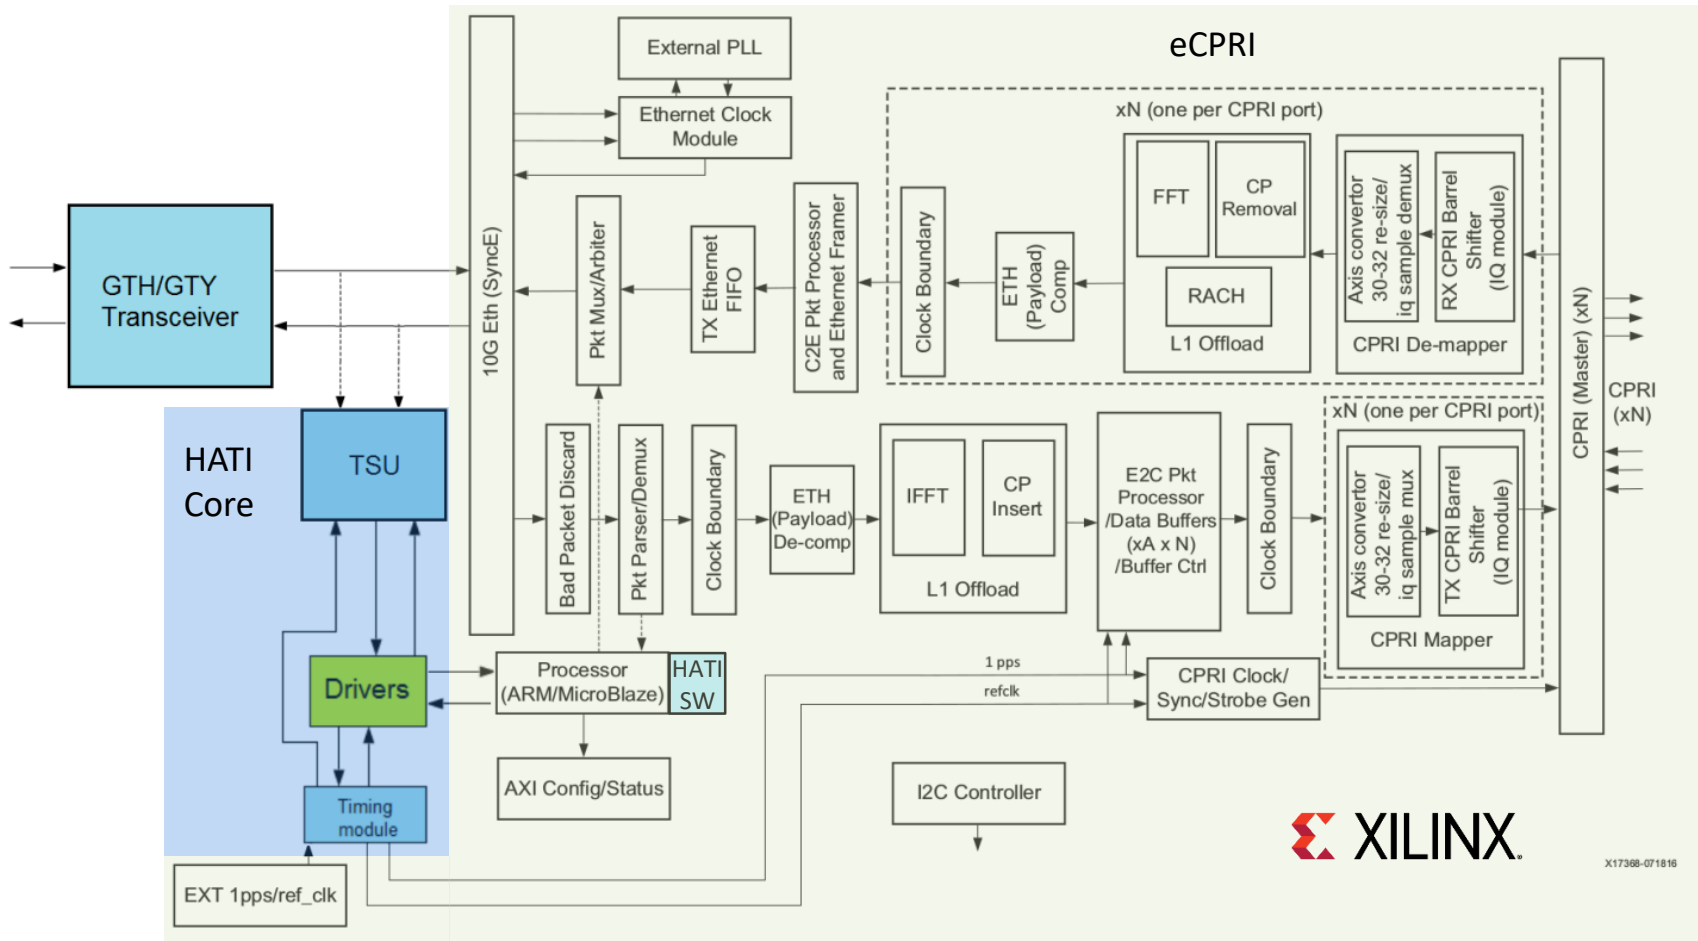 eCPRI
External PLL
Ethernet Clock
Module
10G Eth (SyncE)
GTH/GTY
Transceiver
Pkt Mux/Arbiter
TX Ethernet
FIFO
C2E Pkt Processor
and Ethernet Framer
xN (one per CPRI port)
Clock Boundary
ETH
(Payload)
Comp
FFT
CP
Removal
RACH
L1 Offload
Axis convertor
30-32 re-size/
iq sample demux
RX CPRI Barrel
Shifter
(IQ module)
CPRI De-mapper
CPRI (Master) (xN)
CPRI
(xN)
HATI
Core
TSU
Drivers
Timing
module
EXT 1pps/ref_clk
Bad Packet Discard
Pkt Parser/Demux
Clock Boundary
ETH
(Payload)
De-comp
IFFT
CP
Insert
L1 Offload
E2C Pkt
Processor
/Data Buffers
(xA x N)
/Buffer Ctrl
Clock Boundary
xN (one per CPRI port)
Axis convertor
30-32 re-size/
iq sample mux
TX CPRI Barrel
Shifter
(IQ module)
CPRI Mapper
Processor
(ARM/MicroBlaze)
HATI
SW
1 pps
refclk
CPRI Clock/
Sync/Strobe Gen
AXI Config/Status
I2C Controller
XILINX
X17368-071816